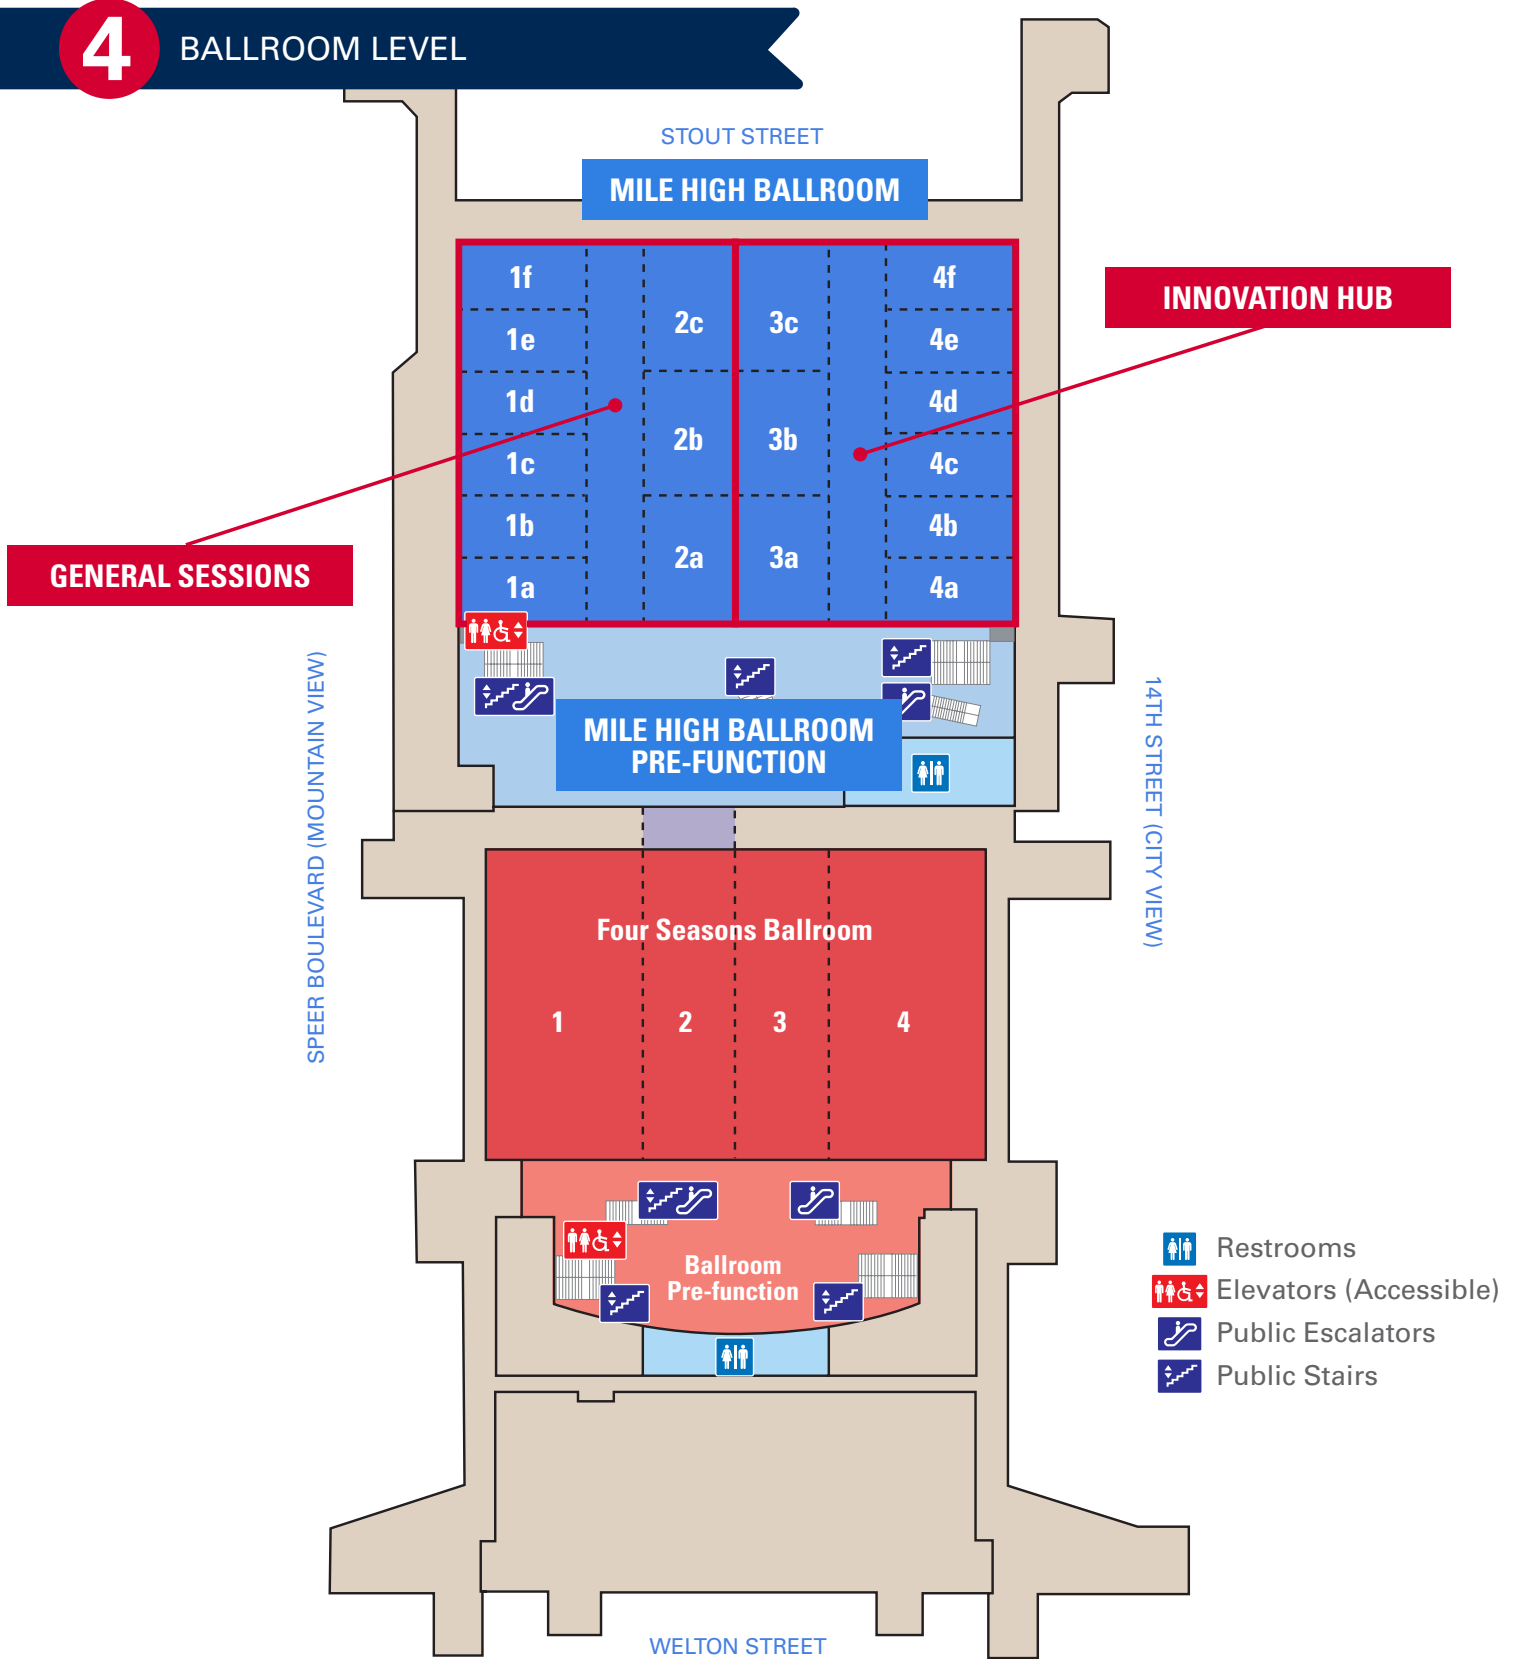 4 BALLROOM LEVEL
STOUT STREET
MILE HIGH BALLROOM
1f
2c
3c
4f
1e
4e
1d
2b
3b
4d
1c
4c
1b
2a
3a
4b
1a
4a
INNOVATION HUB
GENERAL SESSIONS
MILE HIGH BALLROOM
PRE-FUNCTION
SPEER BOULEVARD (MOUNTAIN VIEW)
14TH STREET (CITY VIEW)
Four Seasons Ballroom
1
2
3
4
Ballroom
Pre-function
Restrooms
Elevators (Accessible)
Public Escalators
Public Stairs
WELTON STREET